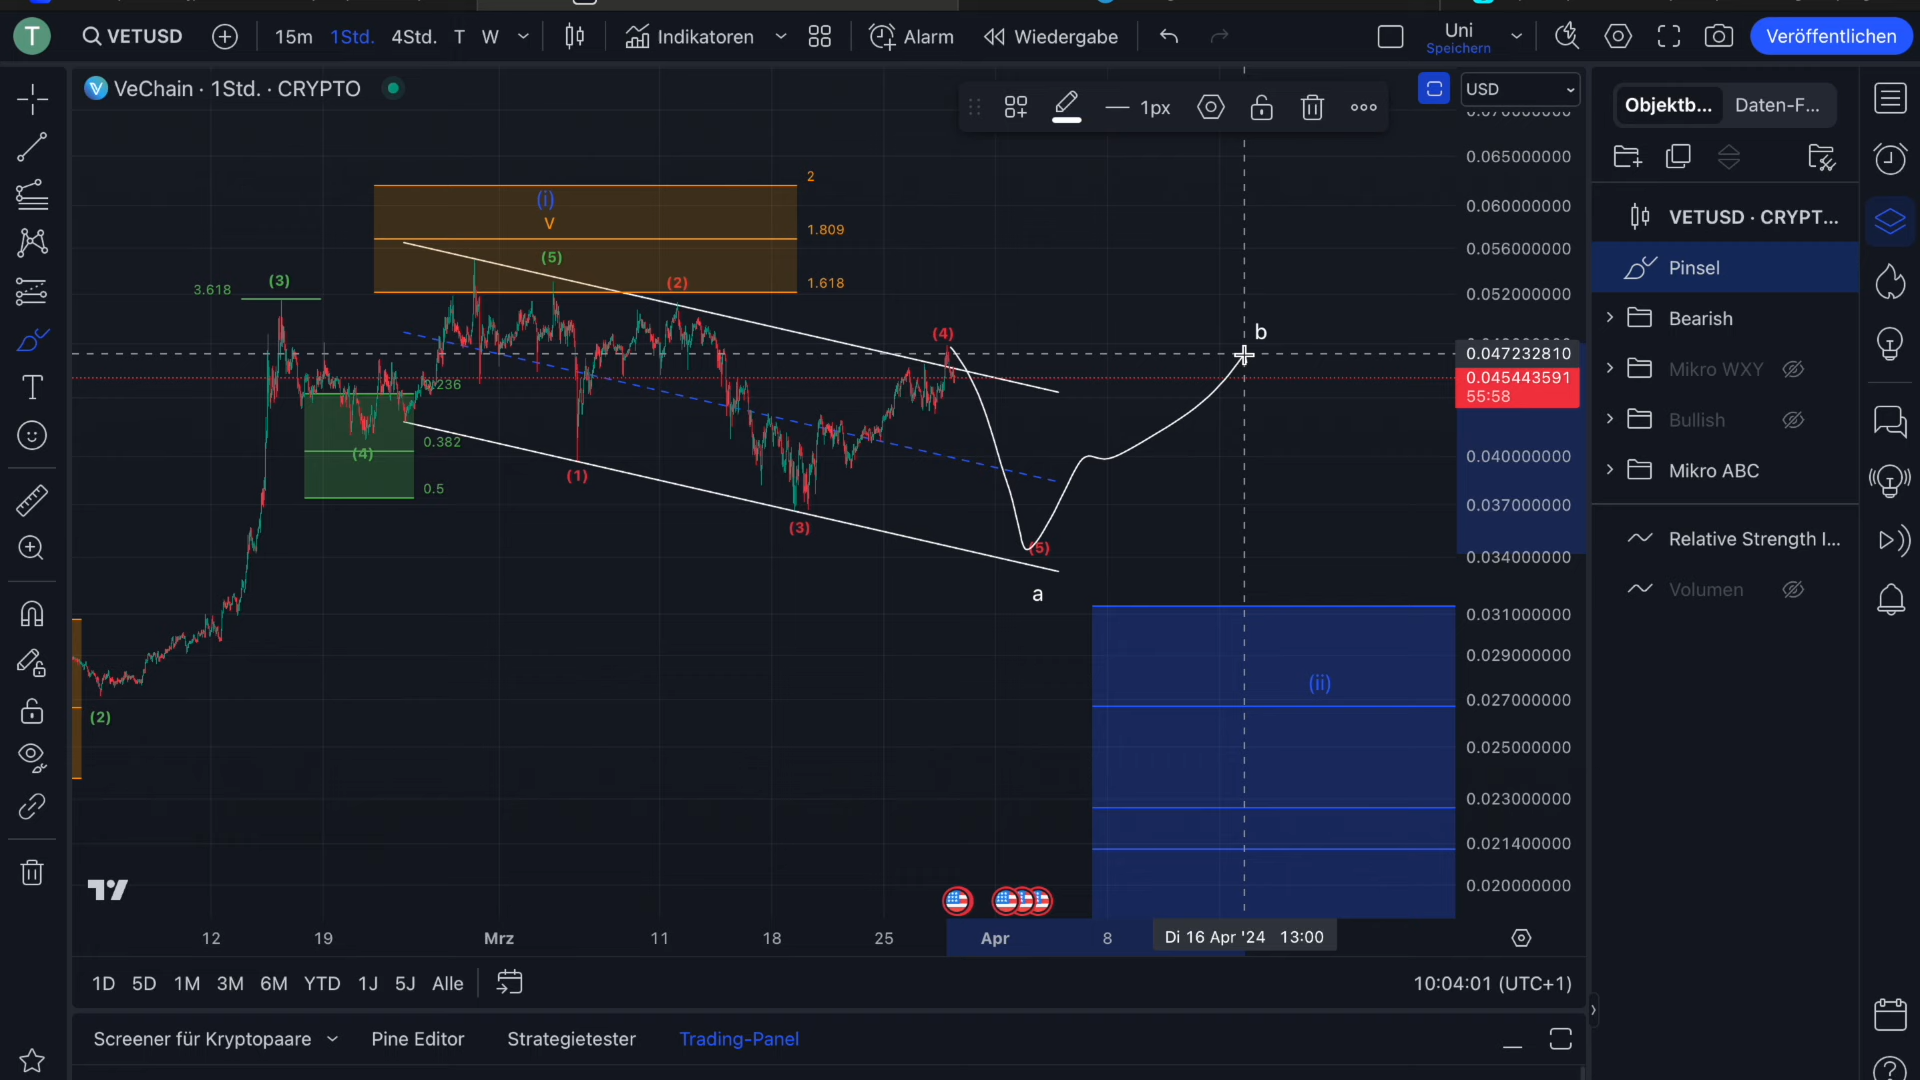 T
VETUSD
15m
1Std.
4Std.
T
W
Indikatoren
Alarm
Wiedergabe
Uni
Speichern
Veröffentlichen
VeChain · 1Std. · CRYPTO
1px
USD
Objektb...
Daten-F...
VETUSD · CRYPT...
Pinsel
Bearish
Mikro WXY
Bullish
Mikro ABC
Relative Strength I...
Volumen
2
(i)
V
1.809
(5)
1.618
(3)
3.618
(2)
(4)
b
0.236
0.382
(4)
0.5
(1)
(3)
(5)
a
(2)
(ii)
0.065000000
0.060000000
0.056000000
0.052000000
0.047232810
0.045443591
55:58
0.040000000
0.037000000
0.034000000
0.031000000
0.029000000
0.027000000
0.025000000
0.023000000
0.021400000
0.020000000
12
19
Mrz
11
18
25
Apr
8
Di 16 Apr '24 13:00
1D
5D
1M
3M
6M
YTD
1J
5J
Alle
10:04:01 (UTC+1)
Screener für Kryptopaare
Pine Editor
Strategietester
Trading-Panel